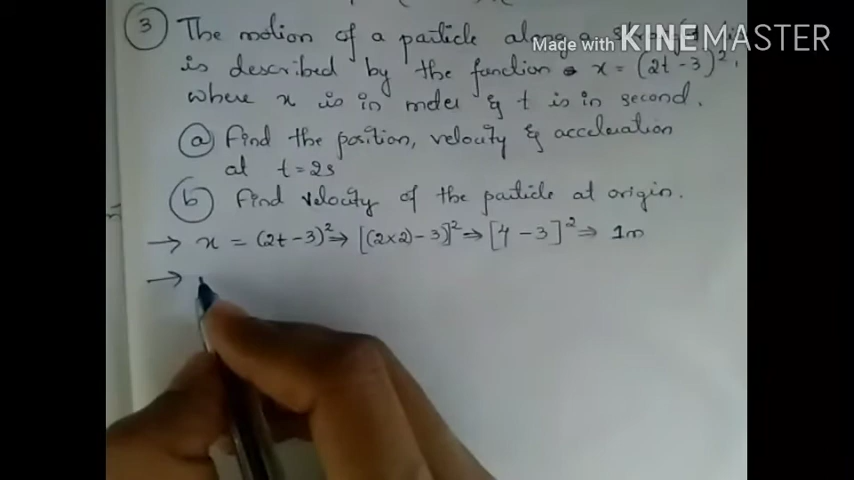 3 The motion of a particle along a
Made with KINEMASTER
is described by the function x = (2t - 3)²,
where x is in meter & t is in second.
a Find the position, velocity & acceleration
at t = 2s
b Find velocity of the particle at origin.
→ x = (2t - 3)² ⇒ [(2×2) - 3]² ⇒ [4 - 3]² ⇒ 1m
→